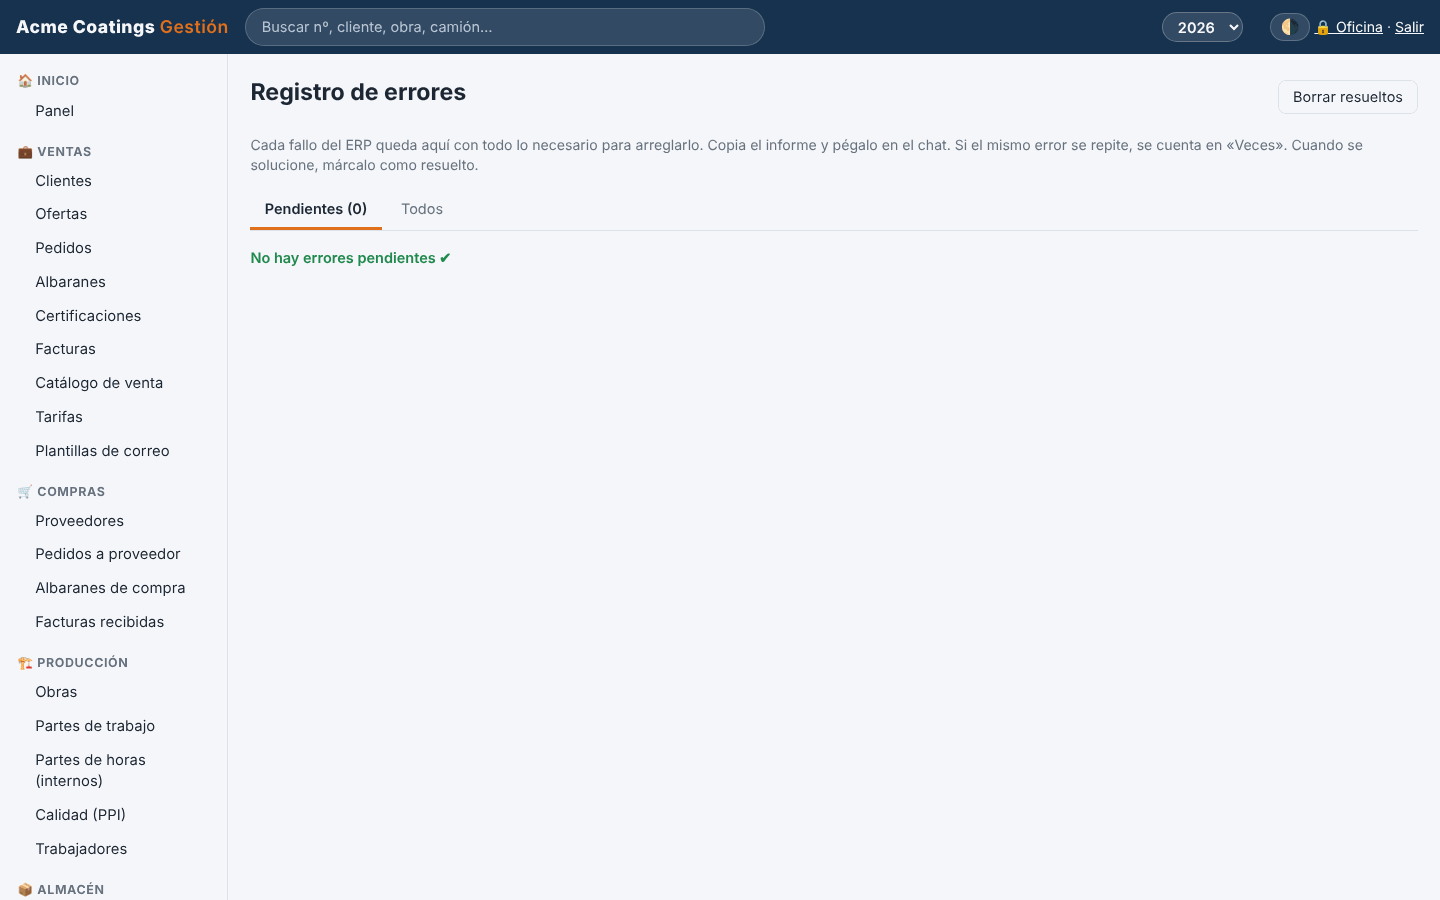 Acme Coatings Gestión
Buscar nº, cliente, obra, camión...
2026
Oficina · Salir
INICIO
Panel
VENTAS
Clientes
Ofertas
Pedidos
Albaranes
Certificaciones
Facturas
Catálogo de venta
Tarifas
Plantillas de correo
COMPRAS
Proveedores
Pedidos a proveedor
Albaranes de compra
Facturas recibidas
PRODUCCIÓN
Obras
Partes de trabajo
Partes de horas
(internos)
Calidad (PPI)
Trabajadores
ALMACÉN
Registro de errores
Borrar resueltos
Cada fallo del ERP queda aquí con todo lo necesario para arreglarlo. Copia el informe y pégalo en el chat. Si el mismo error se repite, se cuenta en «Veces». Cuando se
solucione, márcalo como resuelto.
Pendientes (0)
Todos
No hay errores pendientes ✔